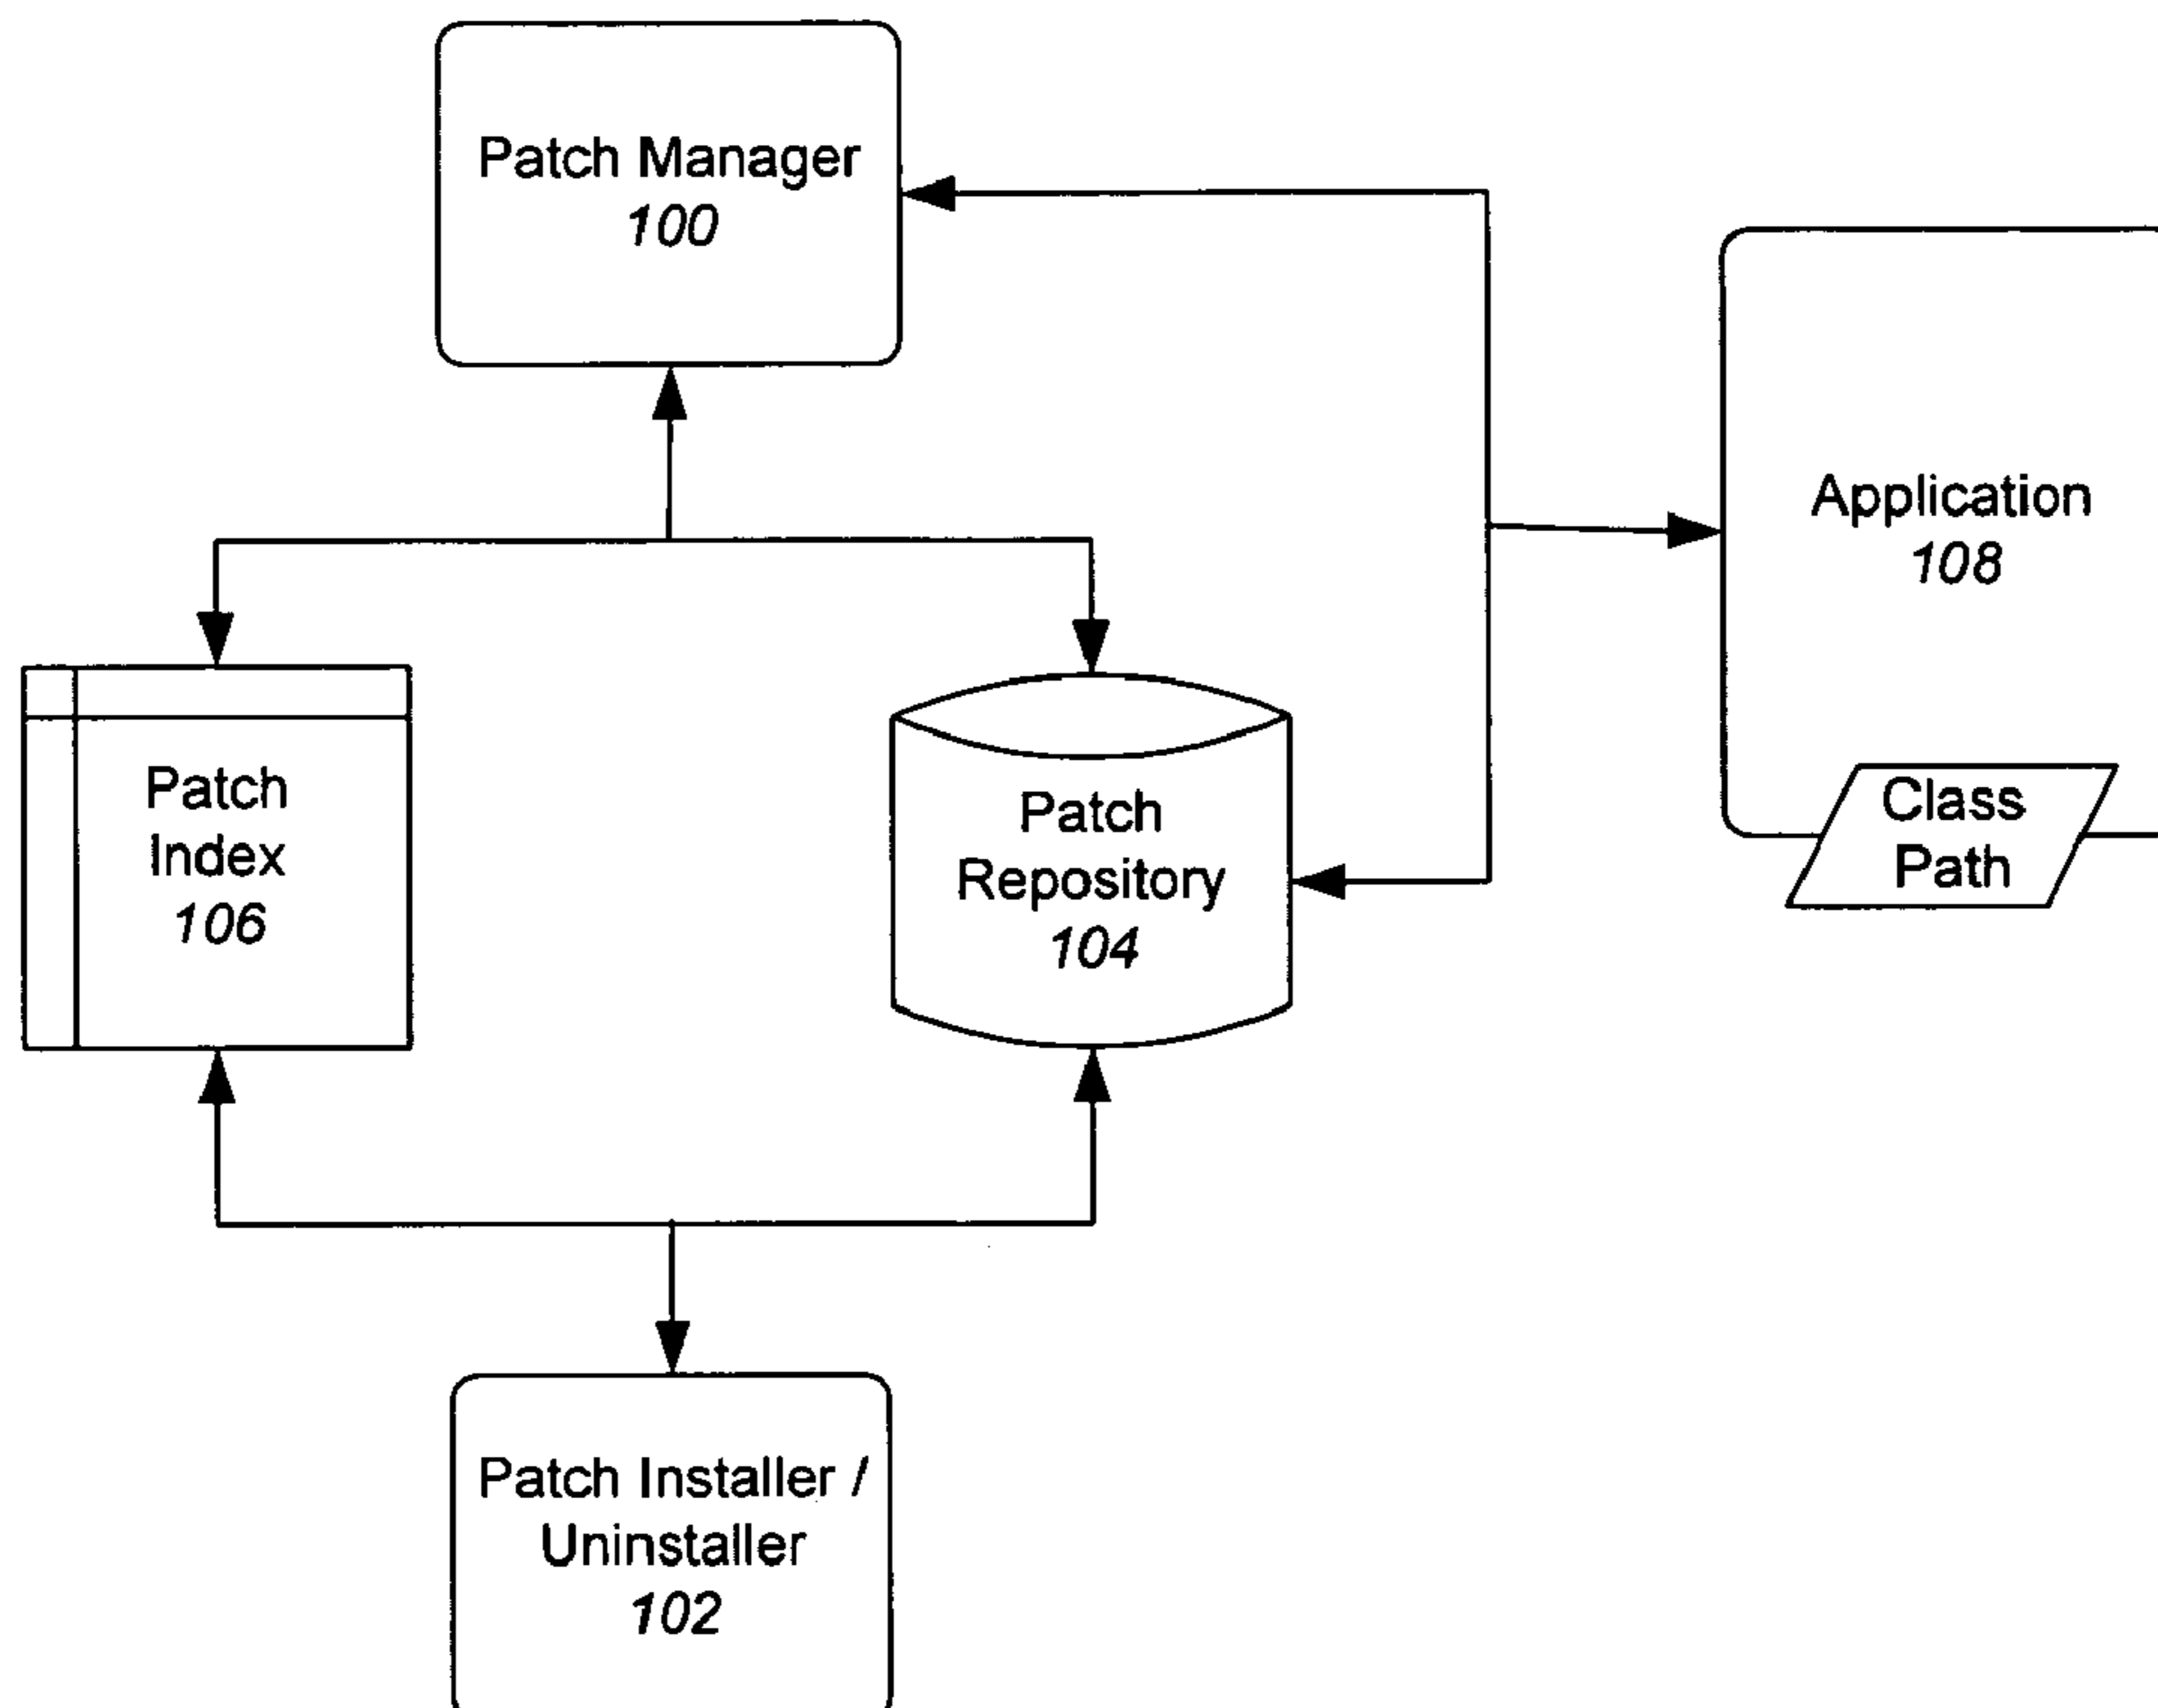 Patch Manager
100
Application
108
Class
Path
Patch
Index
106
Patch
Repository
104
Patch Installer /
Uninstaller
102